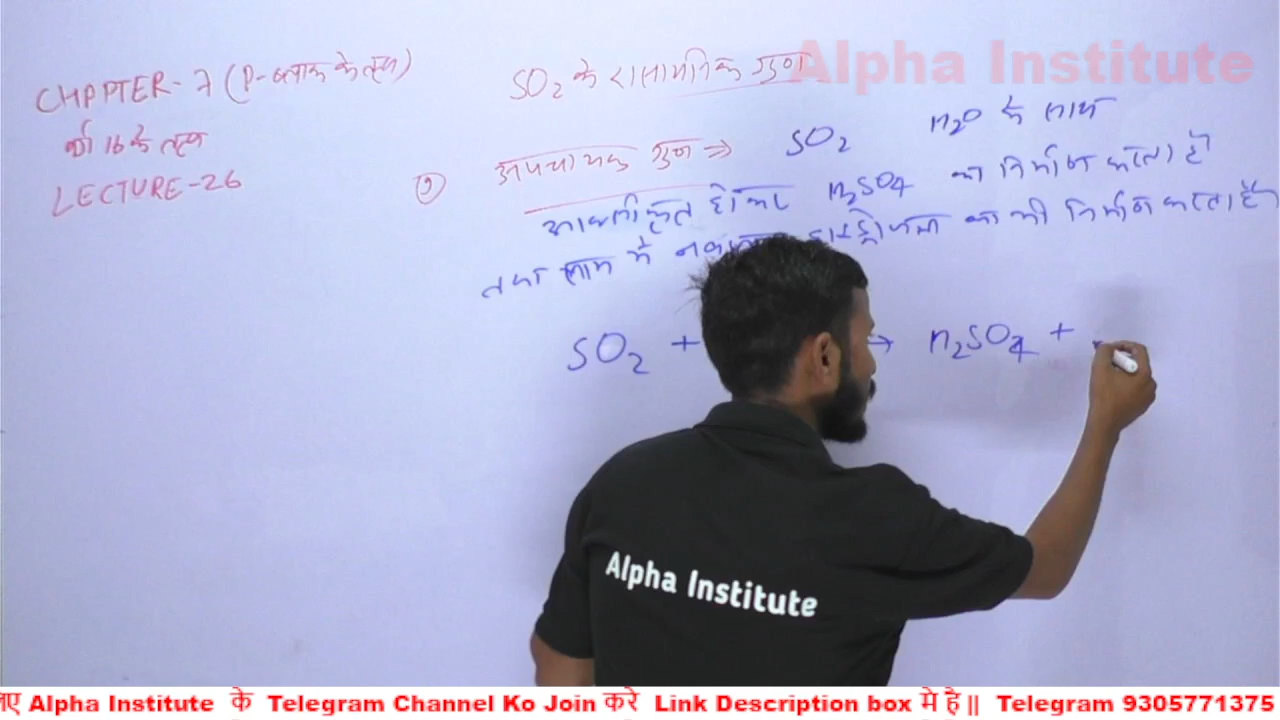 Alpha Institute
CHAPTER-7 (P-ब्लाक के तत्व)
वर्ग 16 के तत्व
LECTURE-26
SO2 के रासायनिक गुण
7 अपचायक गुण ⇒ SO2 H2O के साथ
आक्सीकृत होकर H2SO4 का निर्माण करता है
तथा साथ में नवजात हाइड्रोजन का भी निर्माण करता है
SO2 + → H2SO4 +
Alpha Institute
लिए Alpha Institute के Telegram Channel Ko Join करे Link Description box मे है || Telegram 9305771375